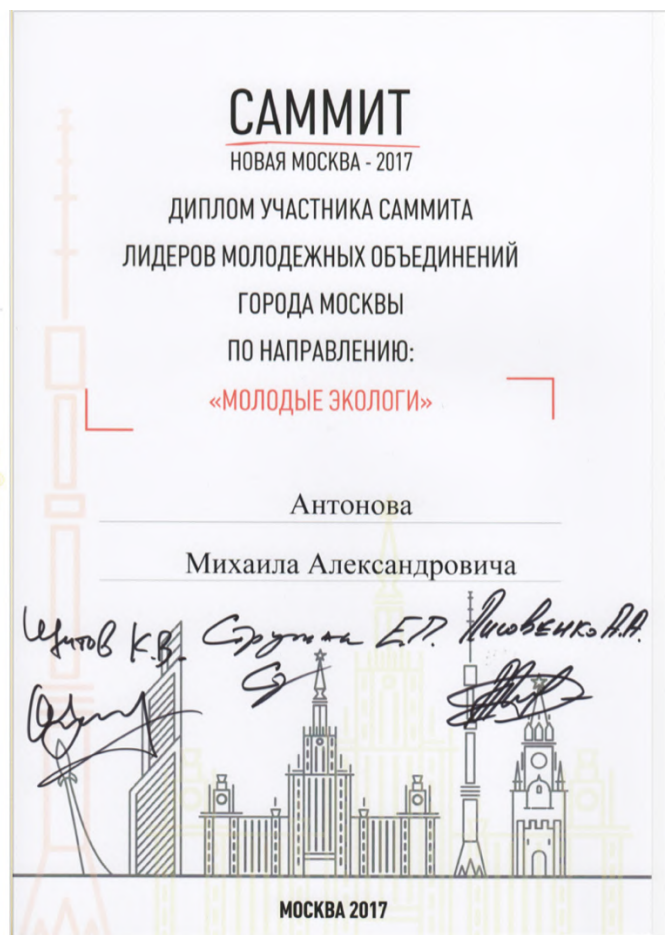 САММИТ
НОВАЯ МОСКВА - 2017
ДИПЛОМ УЧАСТНИКА САММИТА
ЛИДЕРОВ МОЛОДЕЖНЫХ ОБЪЕДИНЕНИЙ
ГОРОДА МОСКВЫ
ПО НАПРАВЛЕНИЮ:
«МОЛОДЫЕ ЭКОЛОГИ»
Антонова
Михаила Александровича
К.В. Е.П. Лисовенко А.А.
МОСКВА 2017